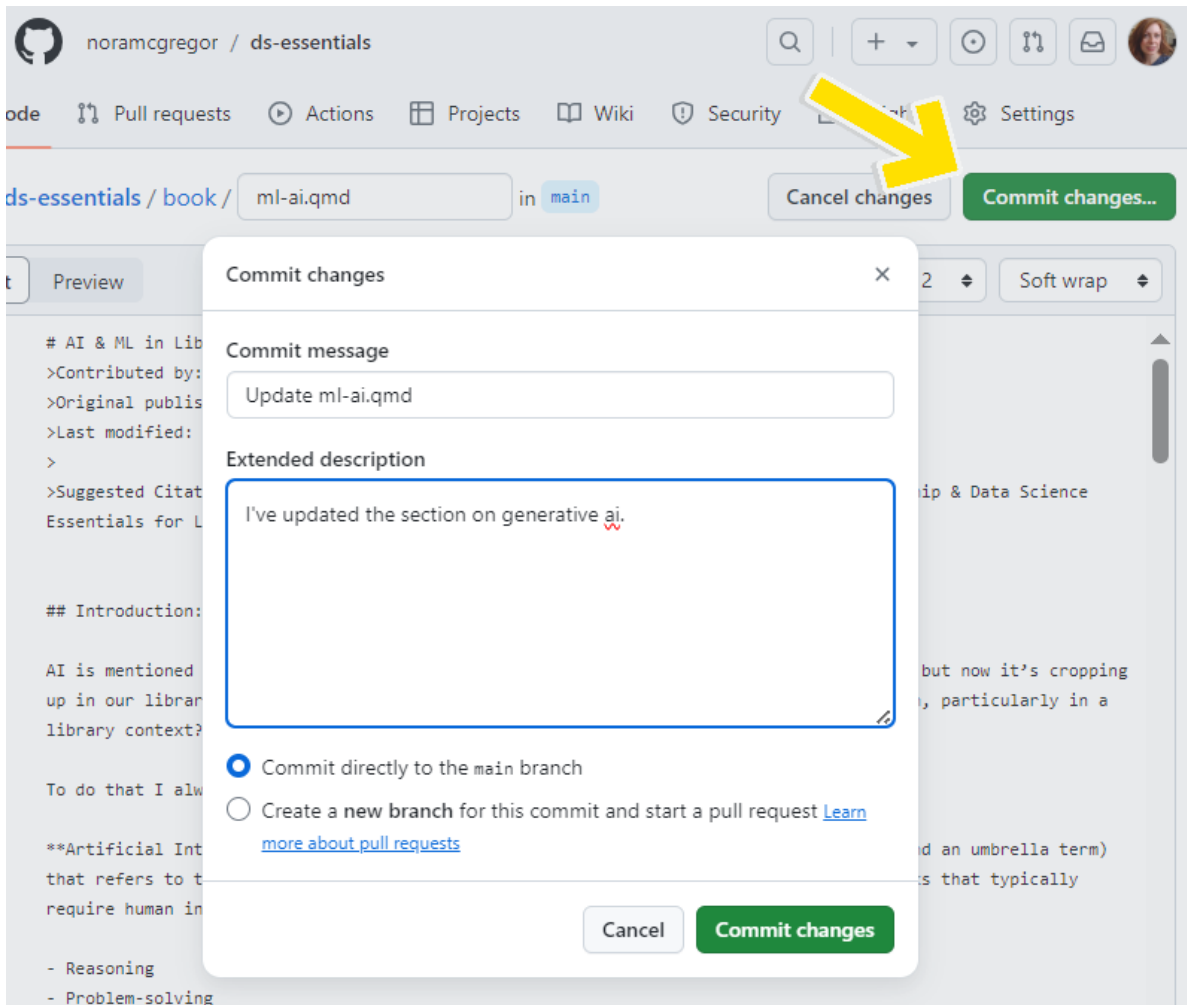 noramcgregor / ds-essentials
ode Pull requests Actions Projects Wiki Security Settings
ds-essentials / book / ml-ai.qmd in main Cancel changes Commit changes...
t Preview 2 Soft wrap
Commit changes
# AI & ML in Lib
Commit message
>Contributed by:
Update ml-ai.qmd
>Original publis
>Last modified:
Extended description
>
>Suggested Citat ip & Data Science
I've updated the section on generative ai.
Essentials for L
## Introduction:
AI is mentioned but now it’s cropping
up in our librar , particularly in a
library context?
Commit directly to the main branch
To do that I alw
Create a new branch for this commit and start a pull request Learn
more about pull requests
**Artificial Int d an umbrella term)
that refers to t s that typically
require human in
Cancel Commit changes
- Reasoning
- Problem-solving